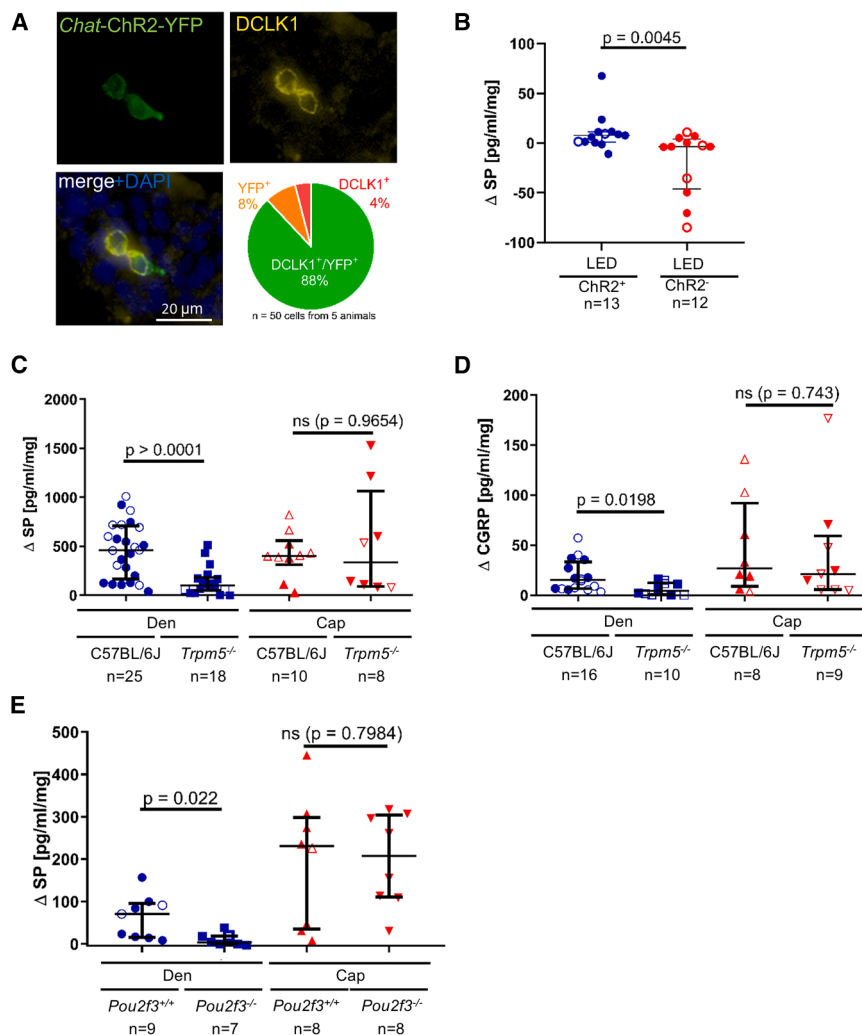 A
Chat-ChR2-YFP
DCLK1
merge+DAPI
20 µm
YFP⁺
8%
DCLK1⁺
4%
DCLK1⁺/YFP⁺
88%
n = 50 cells from 5 animals
B
p = 0.0045
Δ SP [pg/ml/mg]
100
50
0
-50
-100
LED LED
ChR2⁺ ChR2⁻
n=13 n=12
C
Δ SP [pg/ml/mg]
2000
1500
1000
500
0
p > 0.0001
ns (p = 0.9654)
Den Cap
C57BL/6J Trpm5⁻/⁻ C57BL/6J Trpm5⁻/⁻
n=25 n=18 n=10 n=8
D
Δ CGRP [pg/ml/mg]
200
150
100
50
0
p = 0.0198
ns (p = 0.743)
Den Cap
C57BL/6J Trpm5⁻/⁻ C57BL/6J Trpm5⁻/⁻
n=16 n=10 n=8 n=9
E
Δ SP [pg/ml/mg]
500
400
300
200
100
0
p = 0.022
ns (p = 0.7984)
Den Cap
Pou2f3⁺/⁺ Pou2f3⁻/⁻ Pou2f3⁺/⁺ Pou2f3⁻/⁻
n=9 n=7 n=8 n=8